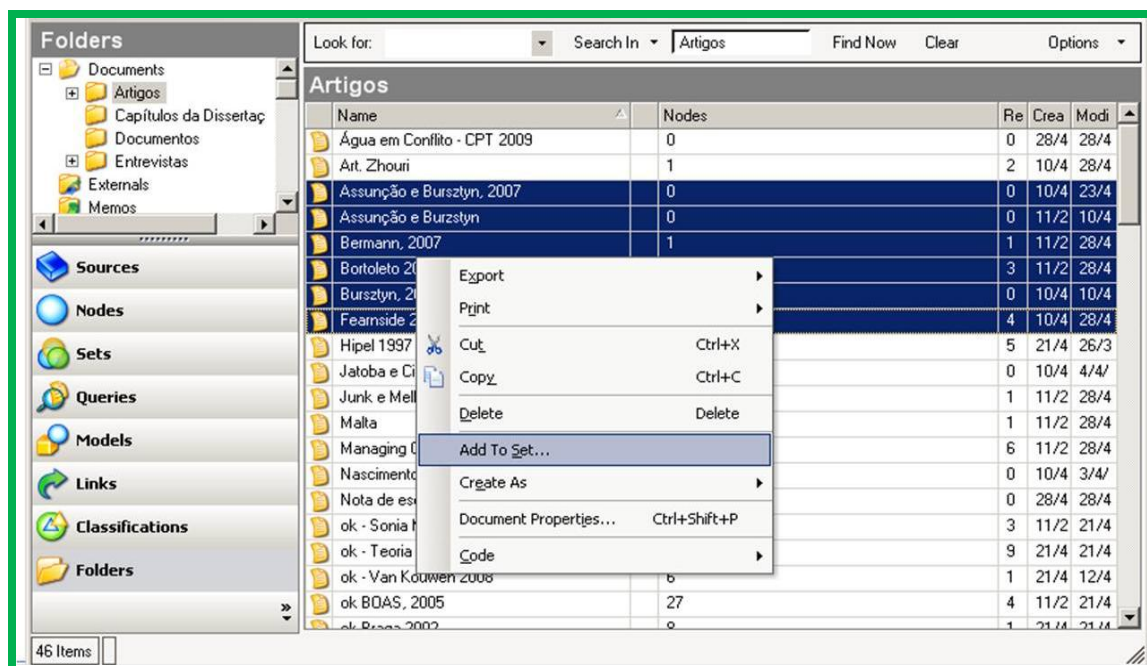 Folders
Look for:
Search In
Artigos
Find Now
Clear
Options
Documents
Artigos
Capítulos da Dissertaç
Documentos
Entrevistas
Externals
Memos
Sources
Nodes
Sets
Queries
Models
Links
Classifications
Folders
Artigos
Name Nodes Re Crea Modi
Água em Conflito - CPT 2009 0 0 28/4 28/4
Art. Zhouri 1 2 10/4 28/4
Assunção e Bursztyn, 2007 0 0 10/4 23/4
Assunção e Burzstyn 0 0 11/2 10/4
Bermann, 2007 1 1 11/2 28/4
Bortoleto 20 3 11/2 28/4
Bursztyn, 20 0 10/4 10/4
Fearnside 2 4 10/4 28/4
Hipel 1997 5 21/4 26/3
Jatoba e Ci 0 10/4 4/4/
Junk e Mell 1 11/2 28/4
Malta 1 11/2 28/4
Managing 6 11/2 28/4
Nascimento 0 10/4 3/4/
Nota de es 0 28/4 28/4
ok - Sonia 3 11/2 21/4
ok - Teoria 9 21/4 21/4
ok - Van Kouwen 2008 6 1 21/4 12/4
ok BOAS, 2005 27 4 11/2 21/4
ok Braga 2002 1 21/4 21/4
Export
Print
Cut Ctrl+X
Copy Ctrl+C
Delete Delete
Add To Set...
Create As
Document Properties... Ctrl+Shift+P
Code
46 Items